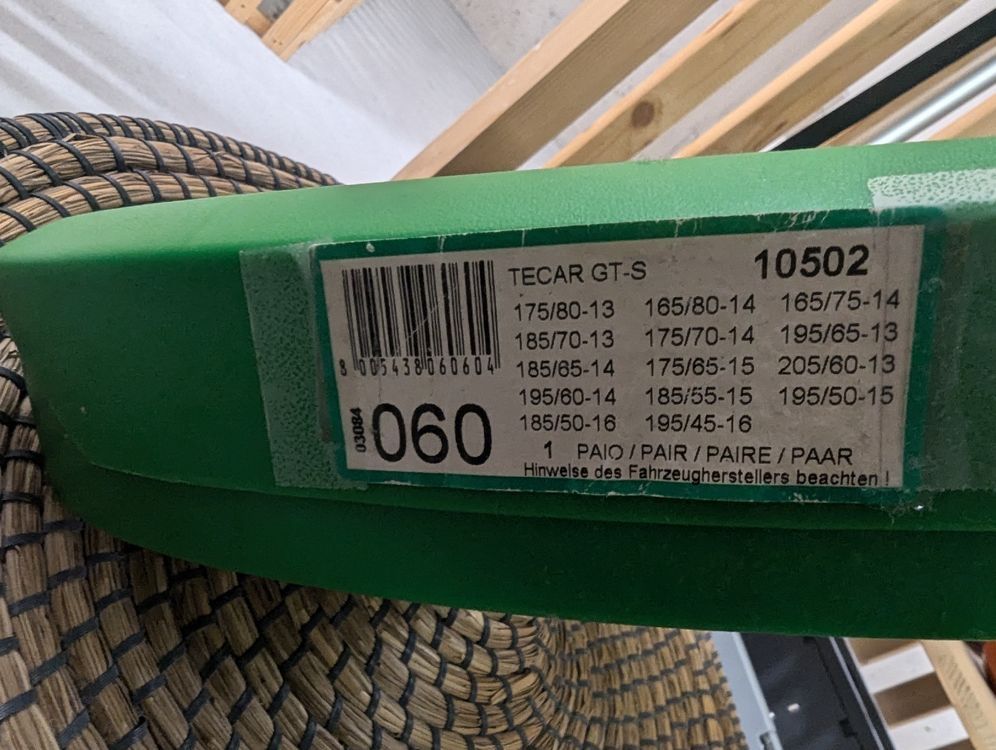 TECAR GT-S 10502
175/80-13 165/80-14 165/75-14
185/70-13 175/70-14 195/65-13
185/65-14 175/65-15 205/60-13
195/60-14 185/55-15 195/50-15
185/50-16 195/45-16
8 005438 060604
03084
060
1 PAIO / PAIR / PAIRE / PAAR
Hinweise des Fahrzeugherstellers beachten !